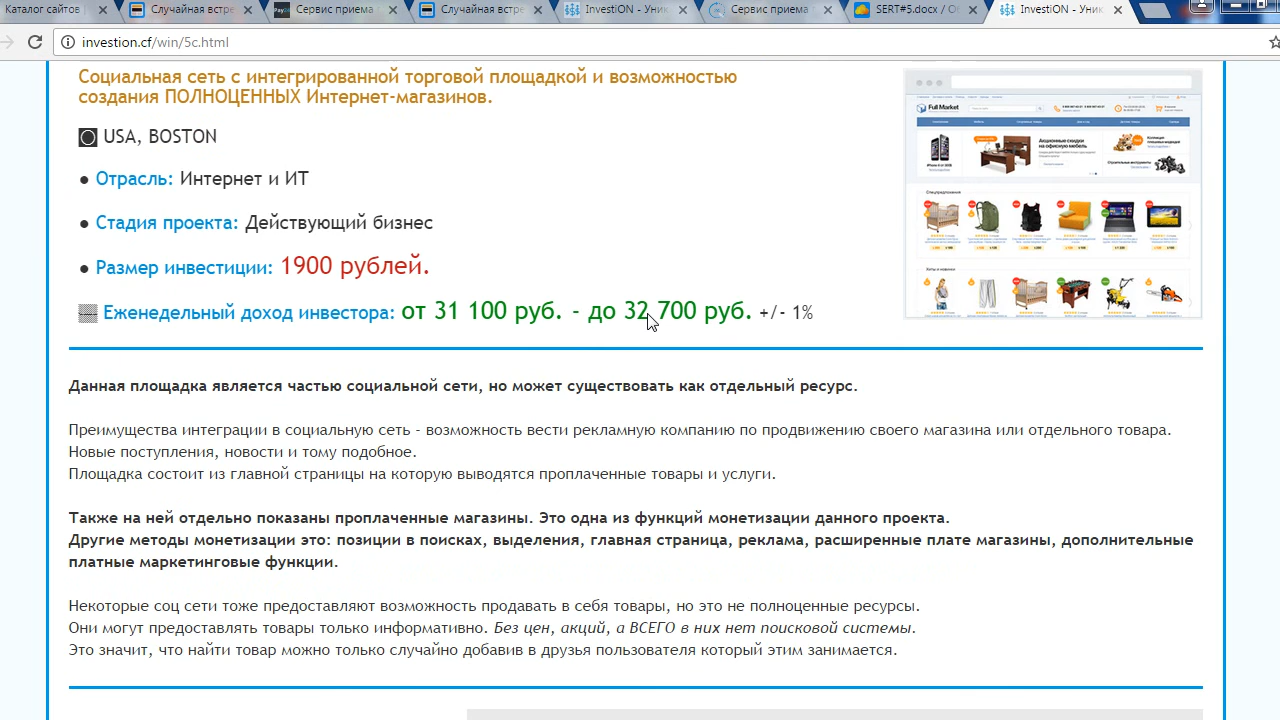 Каталог сайтов
Случайная встре
Сервис приема
Случайная встре
InvestiON - Уник
Сервис приема
SERT#5.docx / О
InvestiON - Уник
investion.cf/win/5c.html
Социальная сеть с интегрированной торговой площадкой и возможностью
создания ПОЛНОЦЕННЫХ Интернет-магазинов.
USA, BOSTON
● Отрасль: Интернет и ИТ
● Стадия проекта: Действующий бизнес
● Размер инвестиции: 1900 рублей.
Еженедельный доход инвестора: от 31 100 руб. - до 32 700 руб. +/- 1%
Full Market
Акционные скидки
на офисную мебель
Спецпредложения
Хиты и новинки
Данная площадка является частью социальной сети, но может существовать как отдельный ресурс.
Преимущества интеграции в социальную сеть - возможность вести рекламную компанию по продвижению своего магазина или отдельного товара.
Новые поступления, новости и тому подобное.
Площадка состоит из главной страницы на которую выводятся проплаченные товары и услуги.
Также на ней отдельно показаны проплаченные магазины. Это одна из функций монетизации данного проекта.
Другие методы монетизации это: позиции в поисках, выделения, главная страница, реклама, расширенные плате магазины, дополнительные
платные маркетинговые функции.
Некоторые соц сети тоже предоставляют возможность продавать в себя товары, но это не полноценные ресурсы.
Они могут предоставлять товары только информативно. Без цен, акций, а ВСЕГО в них нет поисковой системы.
Это значит, что найти товар можно только случайно добавив в друзья пользователя который этим занимается.